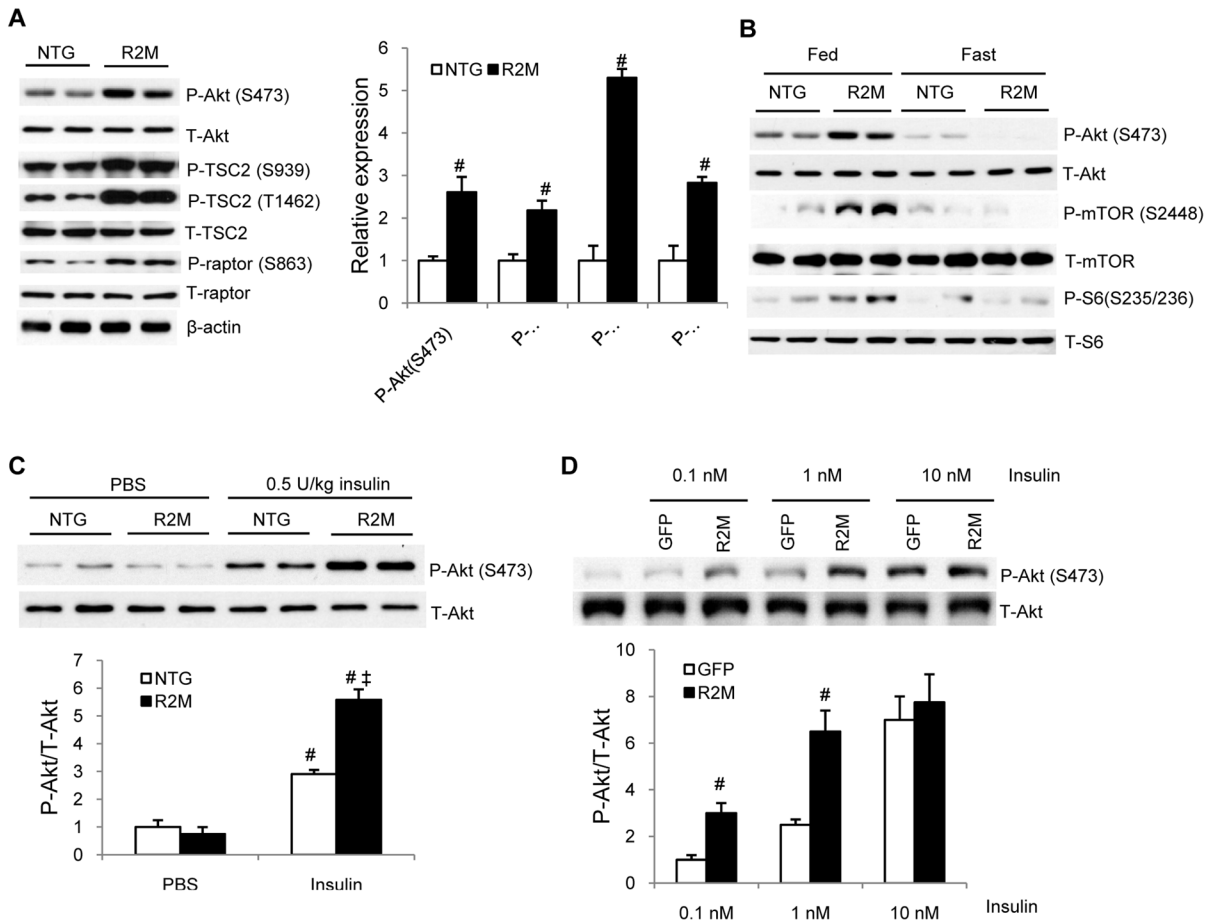 A
NTG R2M
P-Akt (S473)
T-Akt
P-TSC2 (S939)
P-TSC2 (T1462)
T-TSC2
P-raptor (S863)
T-raptor
β-actin
Relative expression
6
5
4
3
2
1
0
NTG R2M
# # # #
P-Akt(S473) P-... P-... P-...
B
Fed Fast
NTG R2M NTG R2M
P-Akt (S473)
T-Akt
P-mTOR (S2448)
T-mTOR
P-S6(S235/236)
T-S6
C
PBS 0.5 U/kg insulin
NTG R2M NTG R2M
P-Akt (S473)
T-Akt
P-Akt/T-Akt
7
6
5
4
3
2
1
0
NTG
R2M
# # ‡
PBS Insulin
D
0.1 nM 1 nM 10 nM Insulin
GFP R2M GFP R2M GFP R2M
P-Akt (S473)
T-Akt
P-Akt/T-Akt
10
8
6
4
2
0
GFP
R2M
# #
0.1 nM 1 nM 10 nM Insulin